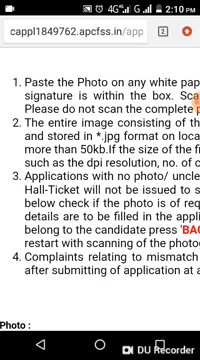 4G G 2:10 PM
cappl1849762.apcfss.in/app 2
1. Paste the Photo on any white pap
signature is within the box. Sca
Please do not scan the complete p
2. The entire image consisting of th
and stored in *.jpg format on loca
more than 50kb.If the size of the fi
such as the dpi resolution, no. of c
3. Applications with no photo/ uncle
Hall-Ticket will not be issued to s
below check if the photo is of req
details are to be filled in the appli
belong to the candidate press 'BA
restart with scanning of the photo
4. Complaints relating to mismatch
after submitting of application at a
Photo :
DU Recorder